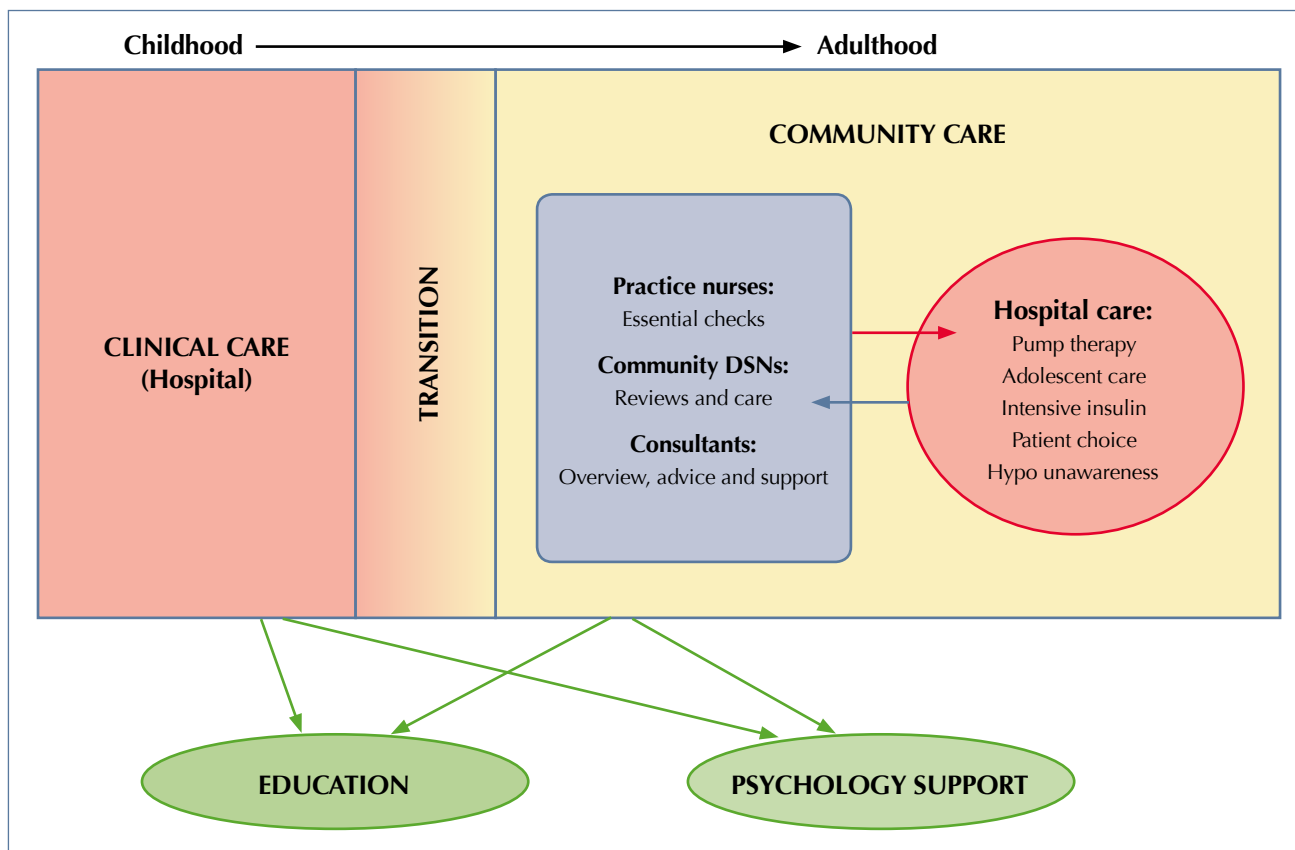 Childhood
Adulthood
CLINICAL CARE
(Hospital)
TRANSITION
COMMUNITY CARE
Practice nurses:
Essential checks
Community DSNs:
Reviews and care
Consultants:
Overview, advice and support
Hospital care:
Pump therapy
Adolescent care
Intensive insulin
Patient choice
Hypo unawareness
EDUCATION
PSYCHOLOGY SUPPORT